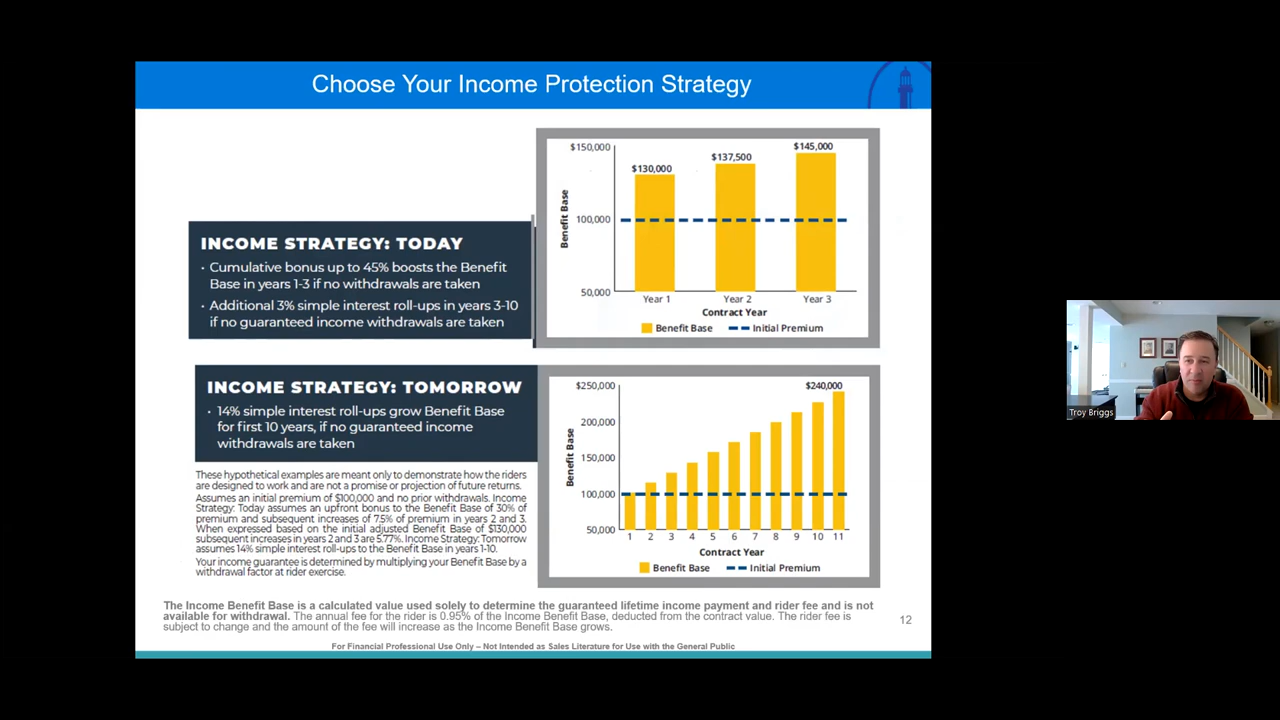 Choose Your Income Protection Strategy
INCOME STRATEGY: TODAY
• Cumulative bonus up to 45% boosts the Benefit
Base in years 1-3 if no withdrawals are taken
• Additional 3% simple interest roll-ups in years 3-10
if no guaranteed income withdrawals are taken
$150,000
100,000
50,000
Benefit Base
$130,000
$137,500
$145,000
Year 1
Year 2
Year 3
Contract Year
Benefit Base
Initial Premium
INCOME STRATEGY: TOMORROW
• 14% simple interest roll-ups grow Benefit Base
for first 10 years, if no guaranteed income
withdrawals are taken
$250,000
200,000
150,000
100,000
50,000
Benefit Base
$240,000
1 2 3 4 5 6 7 8 9 10 11
Contract Year
Benefit Base
Initial Premium
These hypothetical examples are meant only to demonstrate how the riders
are designed to work and are not a promise or projection of future returns.
Assumes an initial premium of $100,000 and no prior withdrawals. Income
Strategy: Today assumes an upfront bonus to the Benefit Base of 30% of
premium and subsequent increases of 7.5% of premium in years 2 and 3.
When expressed based on the initial adjusted Benefit Base of $130,000
subsequent increases in years 2 and 3 are 5.77%. Income Strategy: Tomorrow
assumes 14% simple interest roll-ups to the Benefit Base in years 1-10.
Your income guarantee is determined by multiplying your Benefit Base by a
withdrawal factor at rider exercise.
The Income Benefit Base is a calculated value used solely to determine the guaranteed lifetime income payment and rider fee and is not
available for withdrawal. The annual fee for the rider is 0.95% of the Income Benefit Base, deducted from the contract value. The rider fee is
subject to change and the amount of the fee will increase as the Income Benefit Base grows.
12
For Financial Professional Use Only – Not Intended as Sales Literature for Use with the General Public
Troy Briggs